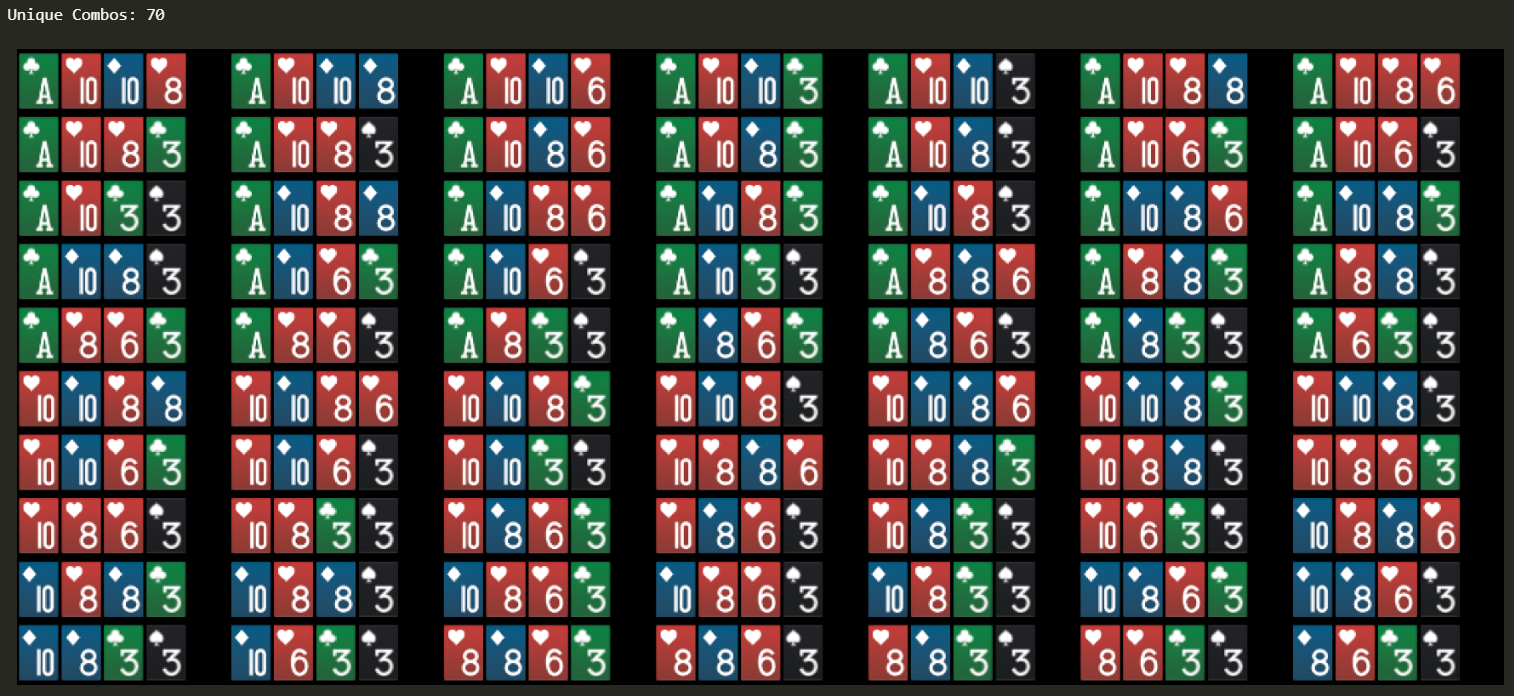 Unique Combos: 70
A 10 10 8 A 10 10 8 A 10 10 6 A 10 10 3 A 10 10 3 A 10 8 8 A 10 8 6
A 10 8 3 A 10 8 3 A 10 8 6 A 10 8 3 A 10 8 3 A 10 6 3 A 10 6 3
A 10 3 3 A 10 8 8 A 10 8 6 A 10 8 3 A 10 8 3 A 10 8 6 A 10 8 3
A 10 8 3 A 10 6 3 A 10 6 3 A 10 3 3 A 8 8 6 A 8 8 3 A 8 8 3
A 8 6 3 A 8 6 3 A 8 3 3 A 8 6 3 A 8 6 3 A 8 3 3 A 6 3 3
10 10 8 8 10 10 8 6 10 10 8 3 10 10 8 3 10 10 8 6 10 10 8 3 10 10 8 3
10 10 6 3 10 10 6 3 10 10 3 3 10 8 8 6 10 8 8 3 10 8 8 3 10 8 6 3
10 8 6 3 10 8 3 3 10 8 6 3 10 8 6 3 10 8 3 3 10 6 3 3 10 8 8 6
10 8 8 3 10 8 8 3 10 8 6 3 10 8 6 3 10 8 3 3 10 8 6 3 10 8 6 3
10 8 3 3 10 6 3 3 8 8 6 3 8 8 6 3 8 8 3 3 8 6 3 3 8 6 3 3